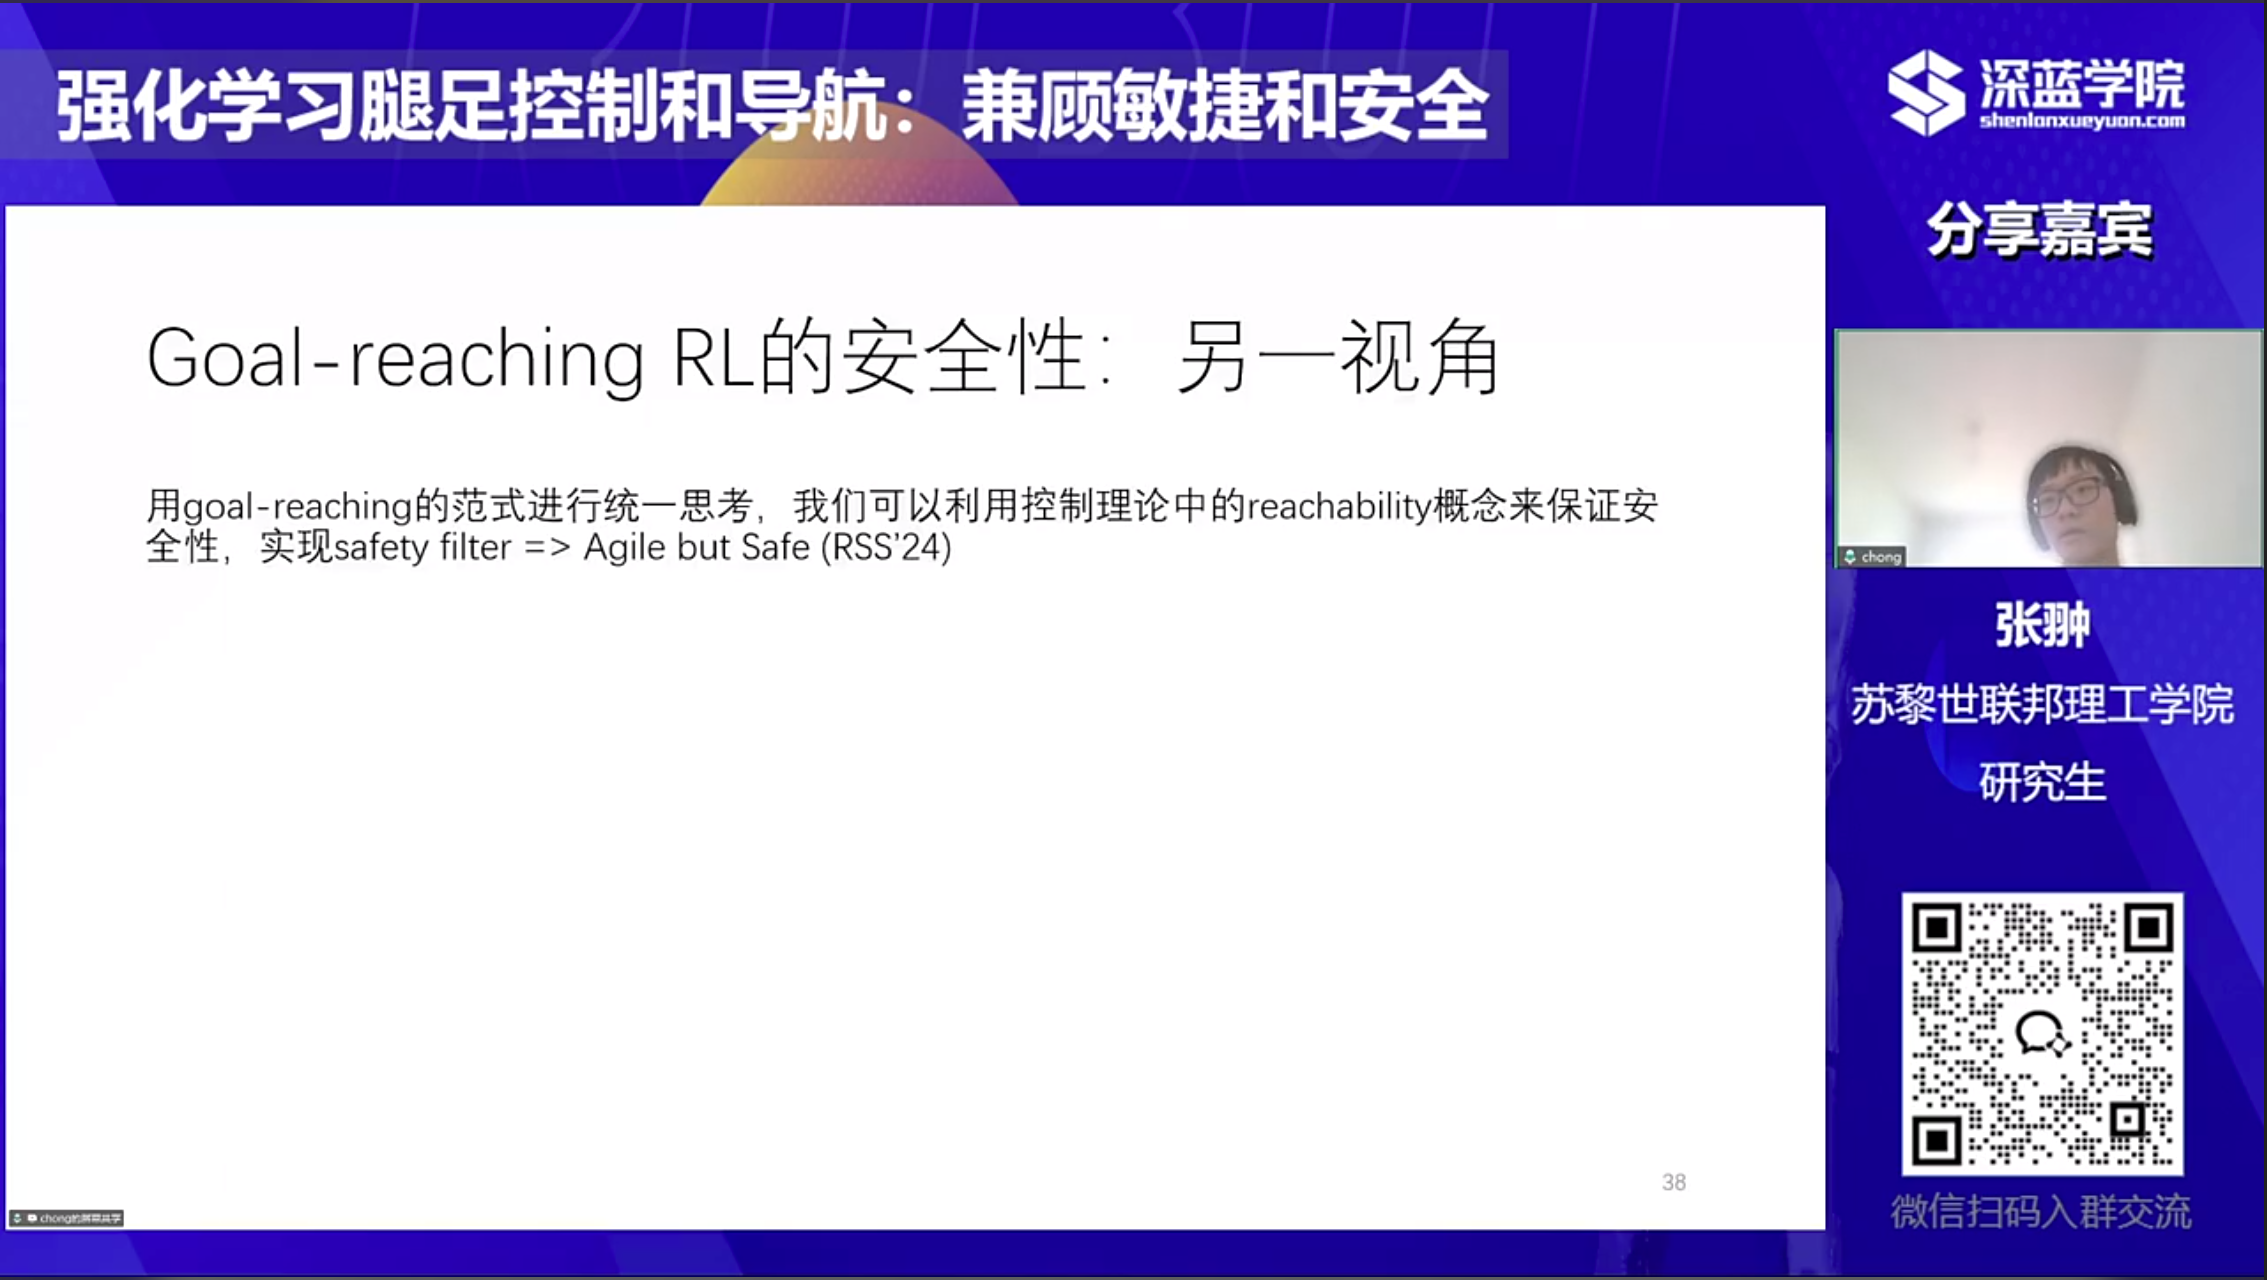 强化学习腿足控制和导航：兼顾敏捷和安全
深蓝学院
shenlanxueyuan.com
分享嘉宾
Goal-reaching RL的安全性：另一视角
用goal-reaching的范式进行统一思考，我们可以利用控制理论中的reachability概念来保证安
全性，实现safety filter => Agile but Safe (RSS’24)
chong
张翀
苏黎世联邦理工学院
研究生
38
chong的屏幕共享
微信扫码入群交流